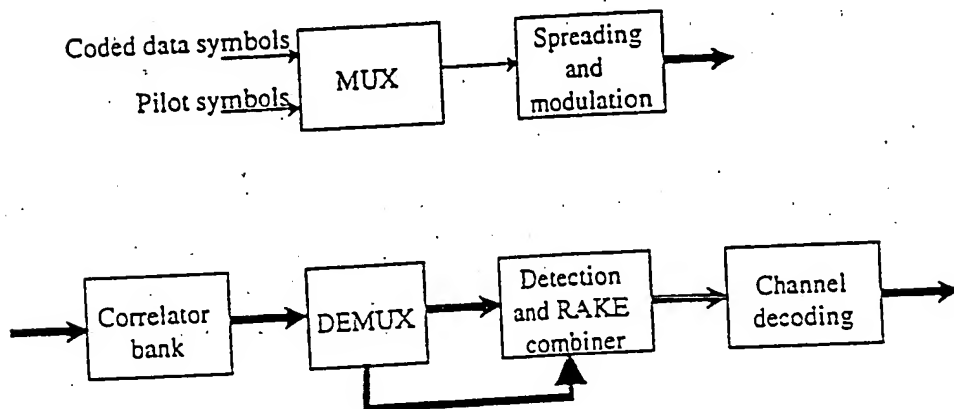 Coded data symbols
Pilot symbols
MUX
Spreading
and
modulation
Correlator
bank
DEMUX
Detection
and RAKE
combiner
Channel
decoding